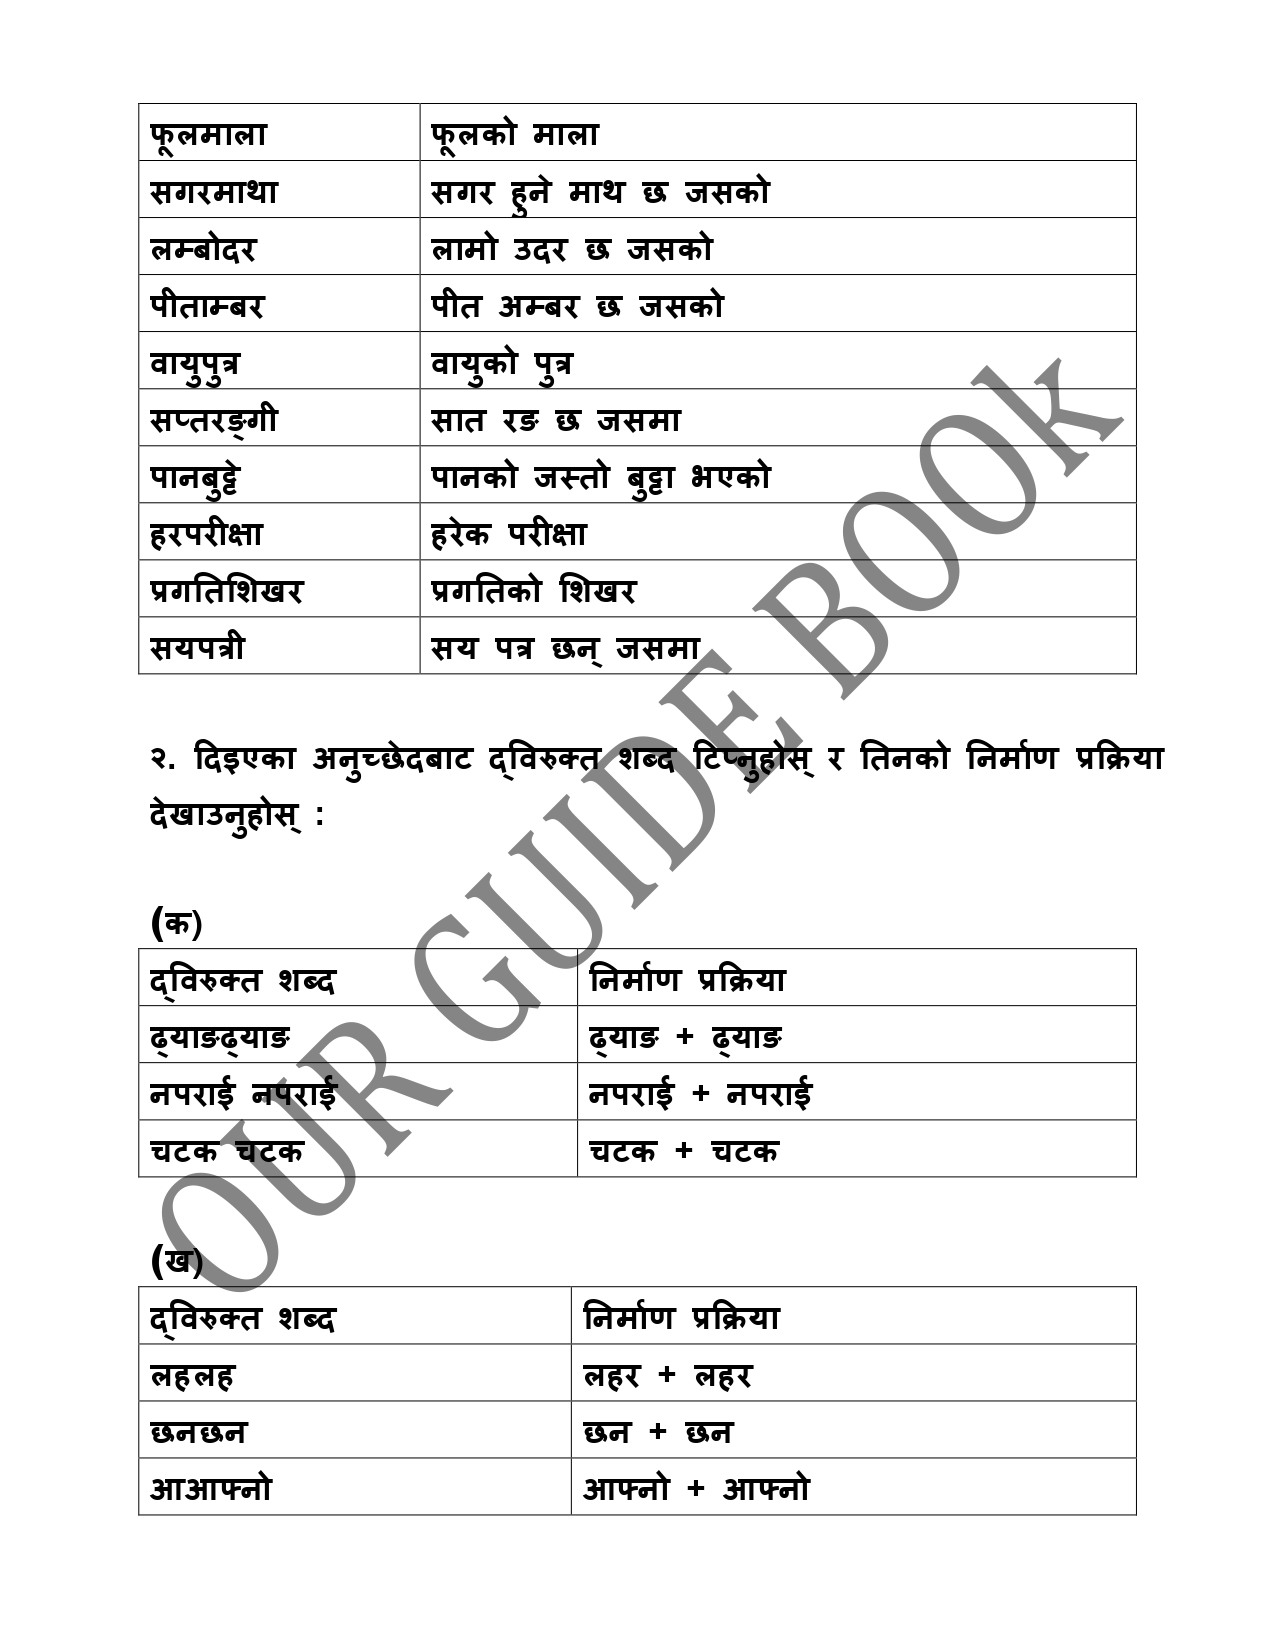 फूलमाला फूलको माला
सगरमाथा सगर हुने माथ छ जसको
लम्बोदर लामो उदर छ जसको
पीताम्बर पीत अम्बर छ जसको
वायुपुत्र वायुको पुत्र
सप्तरङ्गी सात रङ छ जसमा
पानबुट्टे पानको जस्तो बुट्टा भएको
हरपरीक्षा हरेक परीक्षा
प्रगतिशिखर प्रगतिको शिखर
सयपत्री सय पत्र छन् जसमा
२. दिइएका अनुच्छेदबाट द्विरुक्त शब्द टिप्नुहोस् र तिनको निर्माण प्रक्रिया
देखाउनुहोस् :
(क)
द्विरुक्त शब्द निर्माण प्रक्रिया
ढ्याङढ्याङ ढ्याङ + ढ्याङ
नपराई नपराई नपराई + नपराई
चटक चटक चटक + चटक
(ख)
द्विरुक्त शब्द निर्माण प्रक्रिया
लहलह लहर + लहर
छनछन छन + छन
आआफ्नो आफ्नो + आफ्नो
OUR GUIDE BOOk